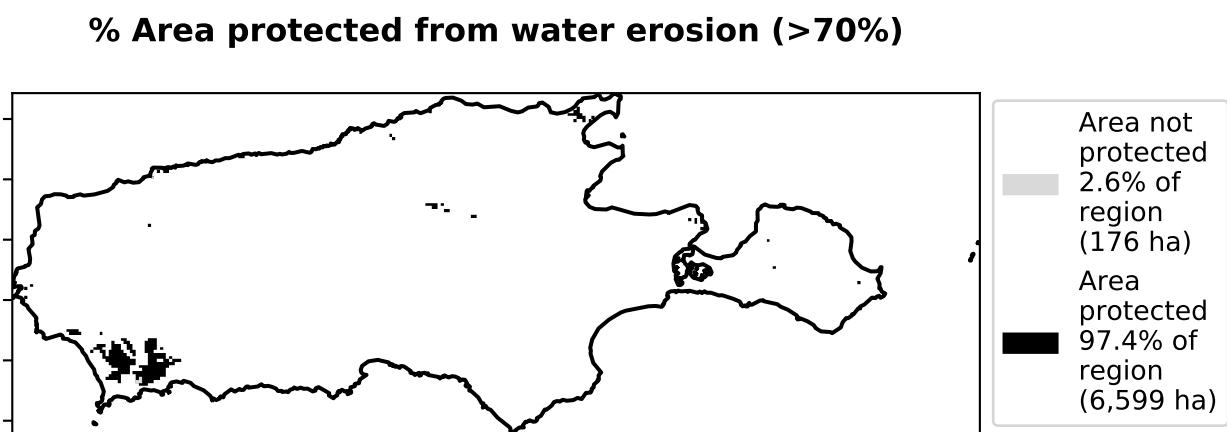 % Area protected from water erosion (>70%)
Area not
protected
2.6% of
region
(176 ha)
Area
protected
97.4% of
region
(6,599 ha)